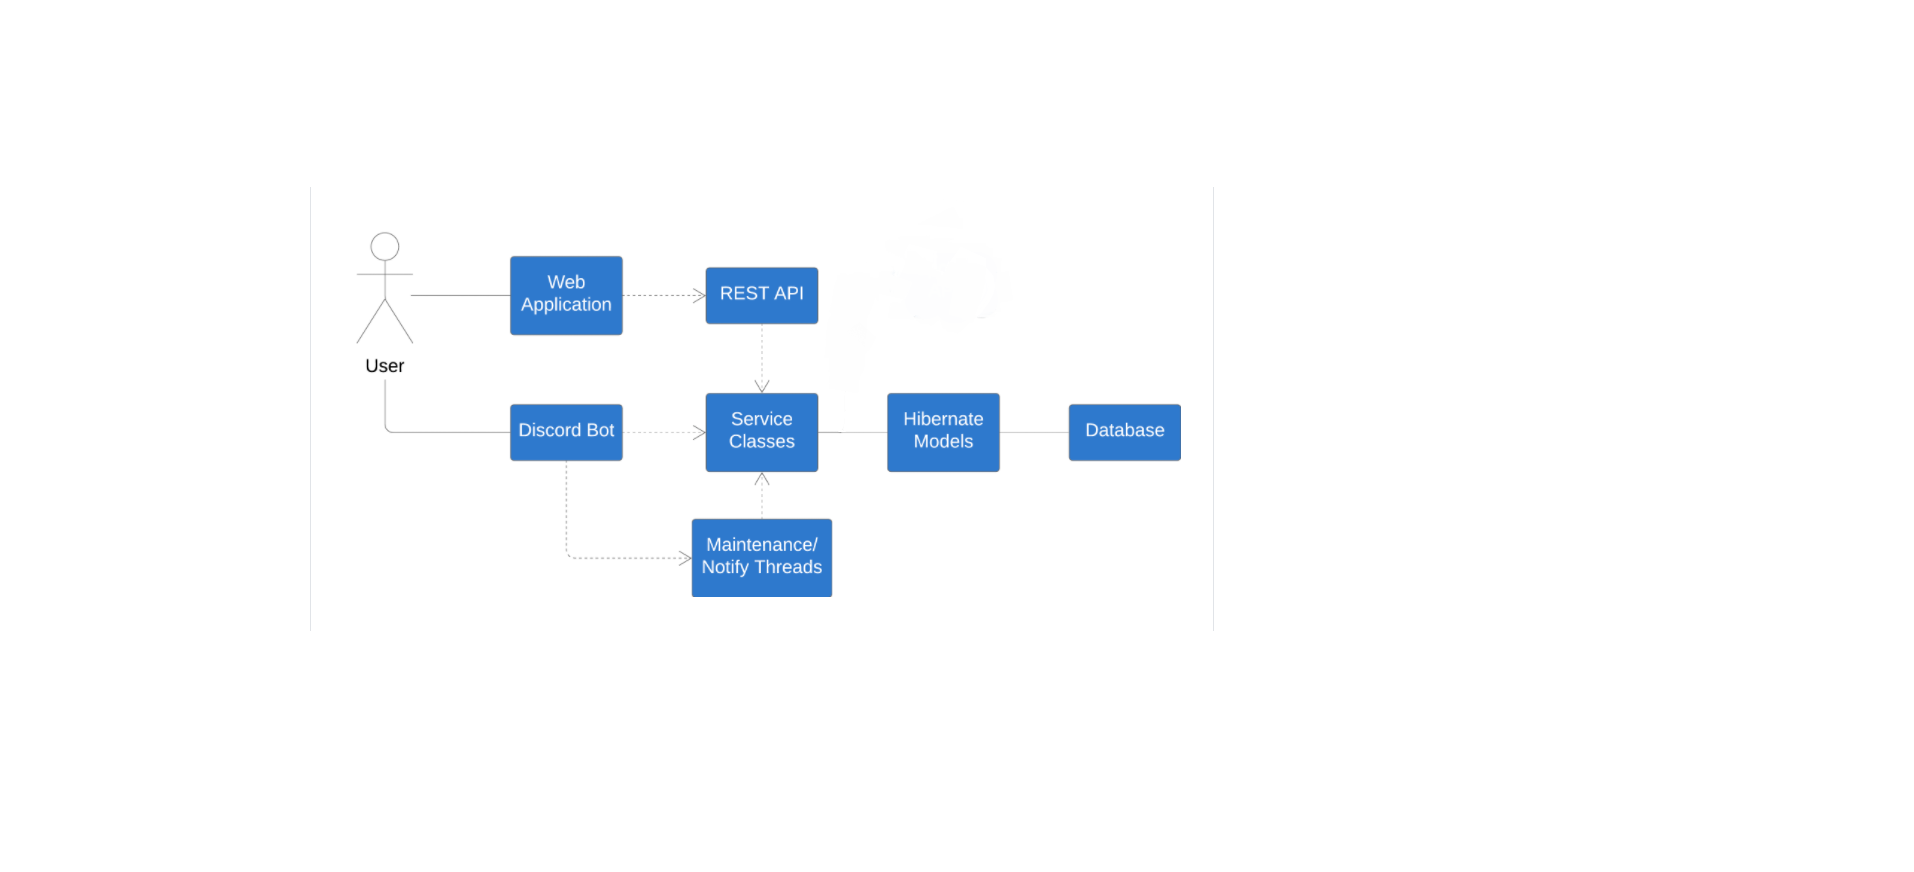 Web
Application
REST API
User
Discord Bot
Service
Classes
Hibernate
Models
Database
Maintenance/
Notify Threads